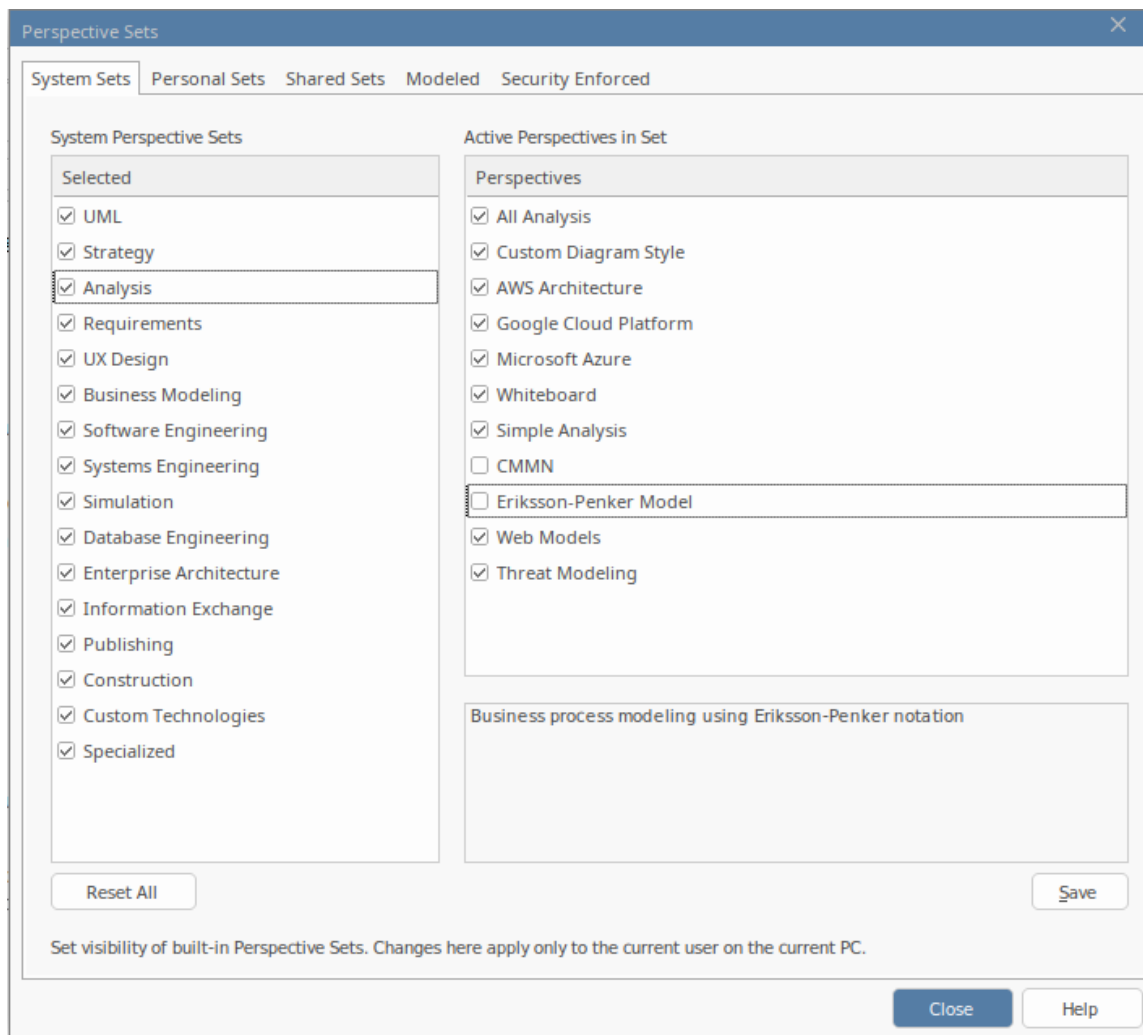 Perspective Sets
System Sets Personal Sets Shared Sets Modeled Security Enforced
System Perspective Sets
Selected
UML
Strategy
Analysis
Requirements
UX Design
Business Modeling
Software Engineering
Systems Engineering
Simulation
Database Engineering
Enterprise Architecture
Information Exchange
Publishing
Construction
Custom Technologies
Specialized
Reset All
Active Perspectives in Set
Perspectives
All Analysis
Custom Diagram Style
AWS Architecture
Google Cloud Platform
Microsoft Azure
Whiteboard
Simple Analysis
CMMN
Eriksson-Penker Model
Web Models
Threat Modeling
Business process modeling using Eriksson-Penker notation
Save
Set visibility of built-in Perspective Sets. Changes here apply only to the current user on the current PC.
Close Help